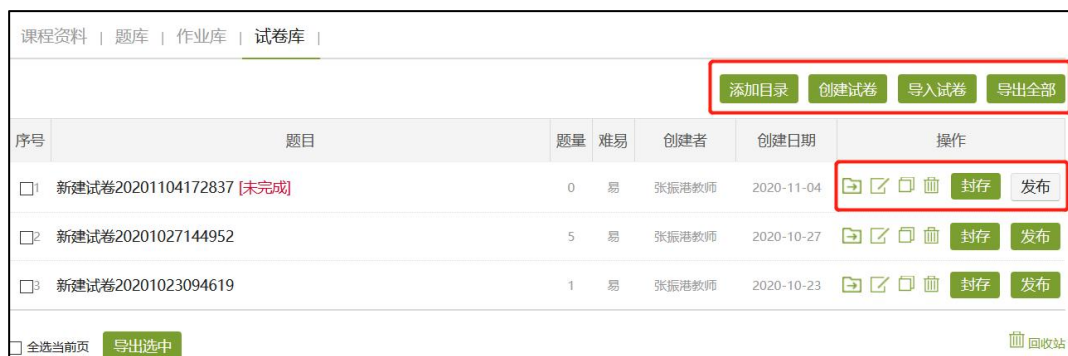 课程资料 | 题库 | 作业库 | 试卷库 |
添加目录 创建试卷 导入试卷 导出全部
序号 题目 题量 难易 创建者 创建日期 操作
1 新建试卷20201104172837 [未完成] 0 易 张振港教师 2020-11-04 封存 发布
2 新建试卷20201027144952 5 易 张振港教师 2020-10-27 封存 发布
3 新建试卷20201023094619 1 易 张振港教师 2020-10-23 封存 发布
全选当前页 导出选中 回收站